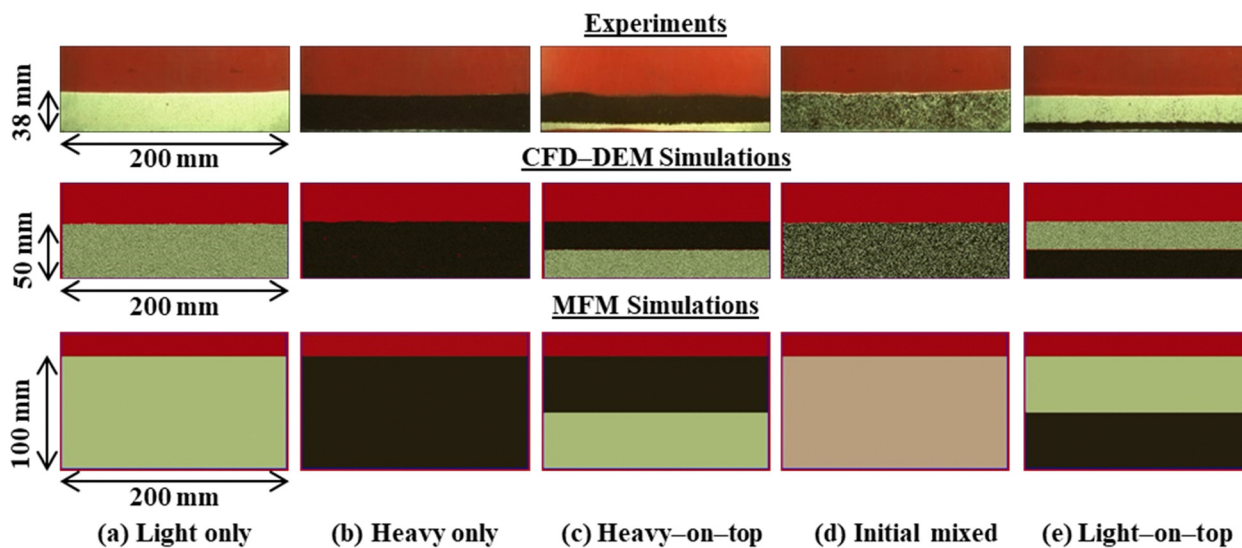 Experiments
38 mm
200 mm
CFD–DEM Simulations
50 mm
200 mm
MFM Simulations
100 mm
200 mm
(a) Light only (b) Heavy only (c) Heavy–on–top (d) Initial mixed (e) Light–on–top